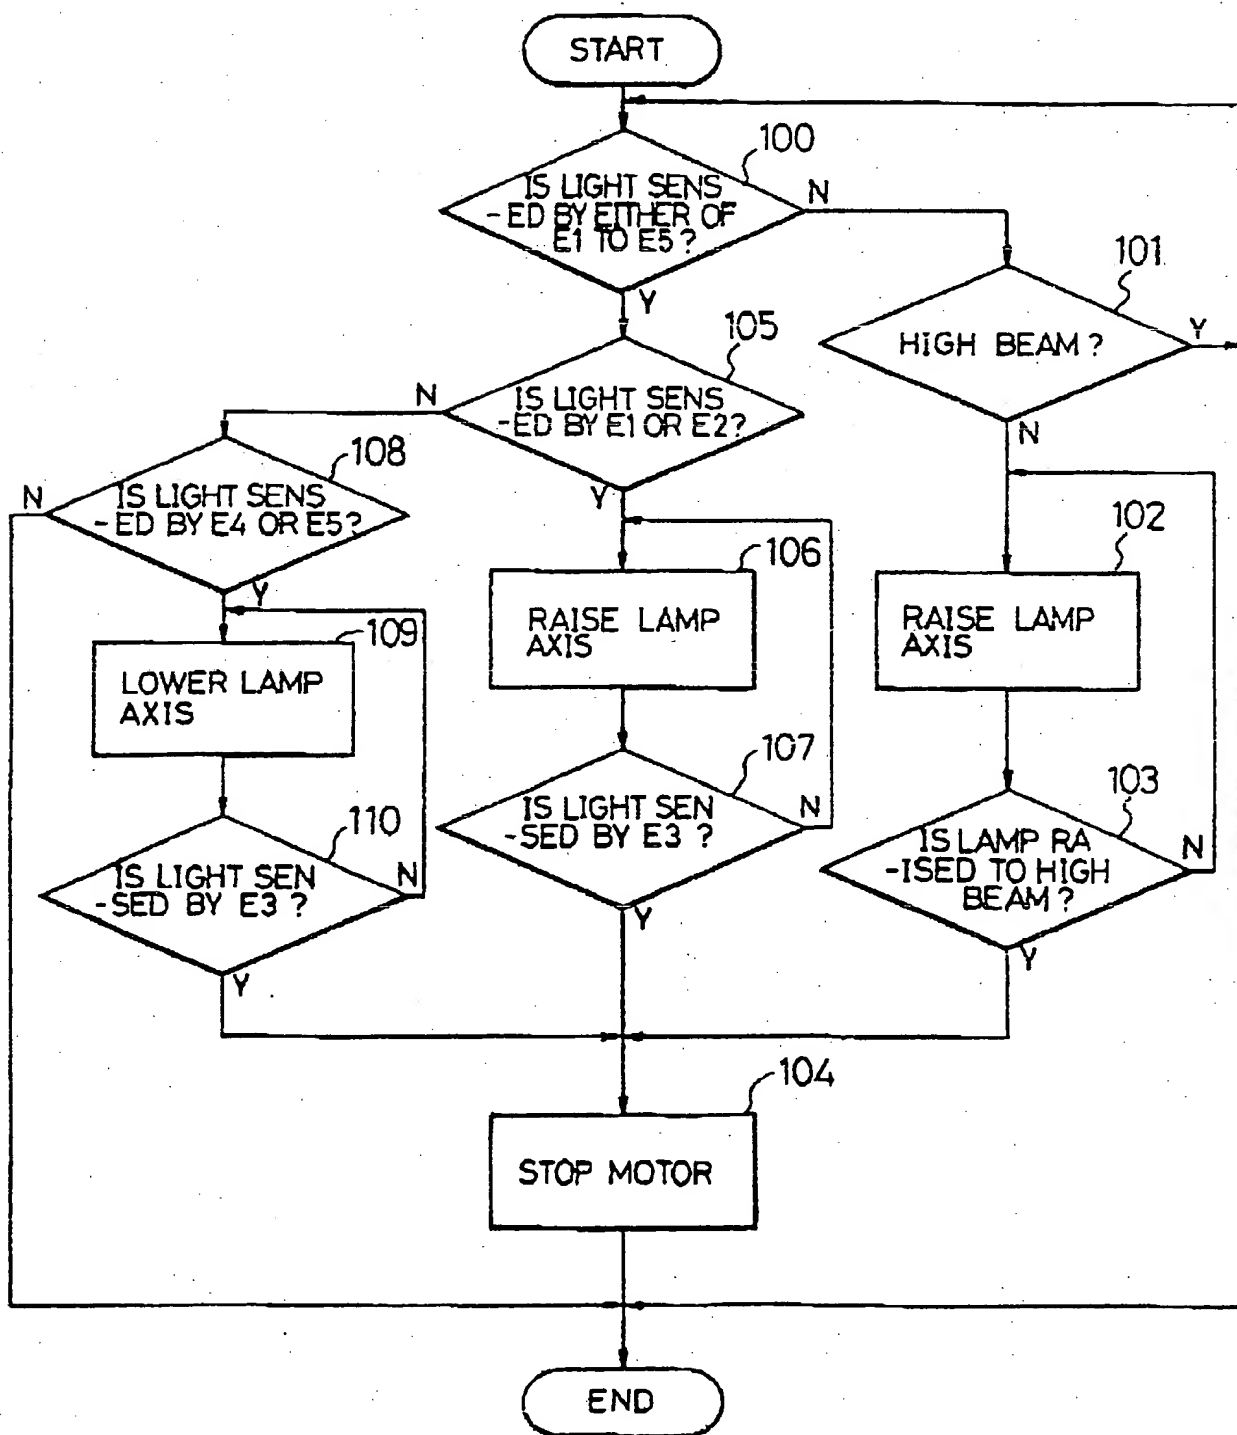 START
100
IS LIGHT SENS
-ED BY EITHER OF
E1 TO E5?
N
Y
101
HIGH BEAM?
Y
N
105
IS LIGHT SENS
-ED BY E1 OR E2?
N
Y
108
IS LIGHT SENS
-ED BY E4 OR E5?
N
Y
106
RAISE LAMP
AXIS
102
RAISE LAMP
AXIS
109
LOWER LAMP
AXIS
107
IS LIGHT SEN
-SED BY E3 ?
N
Y
103
IS LAMP RA
-ISED TO HIGH
BEAM ?
N
Y
110
IS LIGHT SEN
-SED BY E3 ?
N
Y
104
STOP MOTOR
END